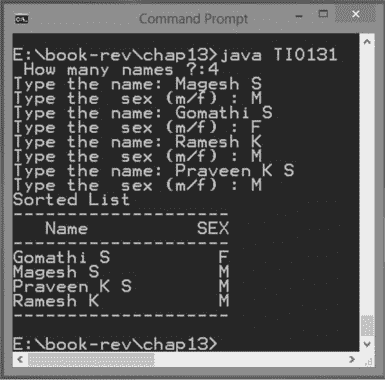 Command Prompt
E:\book-rev\chap13>java TI0131
How many names ?:4
Type the name: Magesh S
Type the  sex (m/f) : M
Type the name: Gomathi S
Type the  sex (m/f) : F
Type the name: Ramesh K
Type the  sex (m/f) : M
Type the name: Praveen K S
Type the  sex (m/f) : M
Sorted List
--------------------
Name SEX
--------------------
Gomathi S F
Magesh S M
Praveen K S M
Ramesh K M
--------------------
E:\book-rev\chap13>